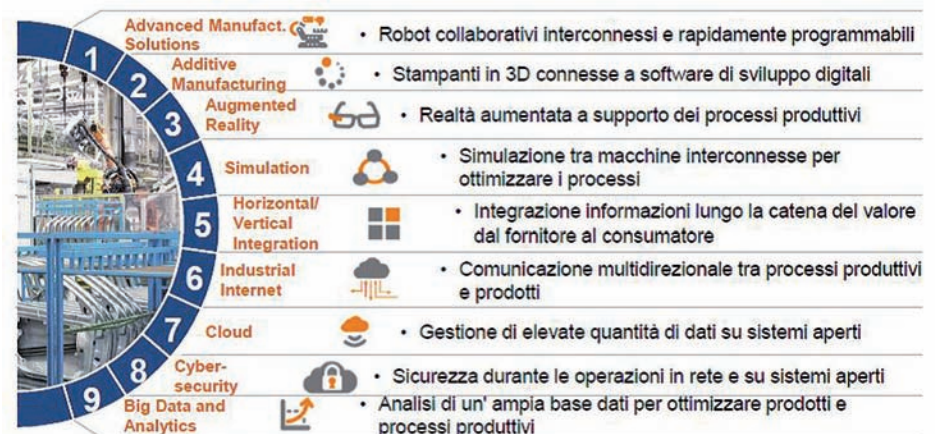 1
Advanced Manufact.
Solutions
• Robot collaborativi interconnessi e rapidamente programmabili
2
Additive
Manufacturing
• Stampanti in 3D connesse a software di sviluppo digitali
3
Augmented
Reality
• Realtà aumentata a supporto dei processi produttivi
4
Simulation
• Simulazione tra macchine interconnesse per
ottimizzare i processi
5
Horizontal/
Vertical
Integration
• Integrazione informazioni lungo la catena del valore
dal fornitore al consumatore
6
Industrial
Internet
• Comunicazione multidirezionale tra processi produttivi
e prodotti
7
Cloud
• Gestione di elevate quantità di dati su sistemi aperti
8
Cyber-
security
• Sicurezza durante le operazioni in rete e su sistemi aperti
9
Big Data and
Analytics
• Analisi di un' ampia base dati per ottimizzare prodotti e
processi produttivi